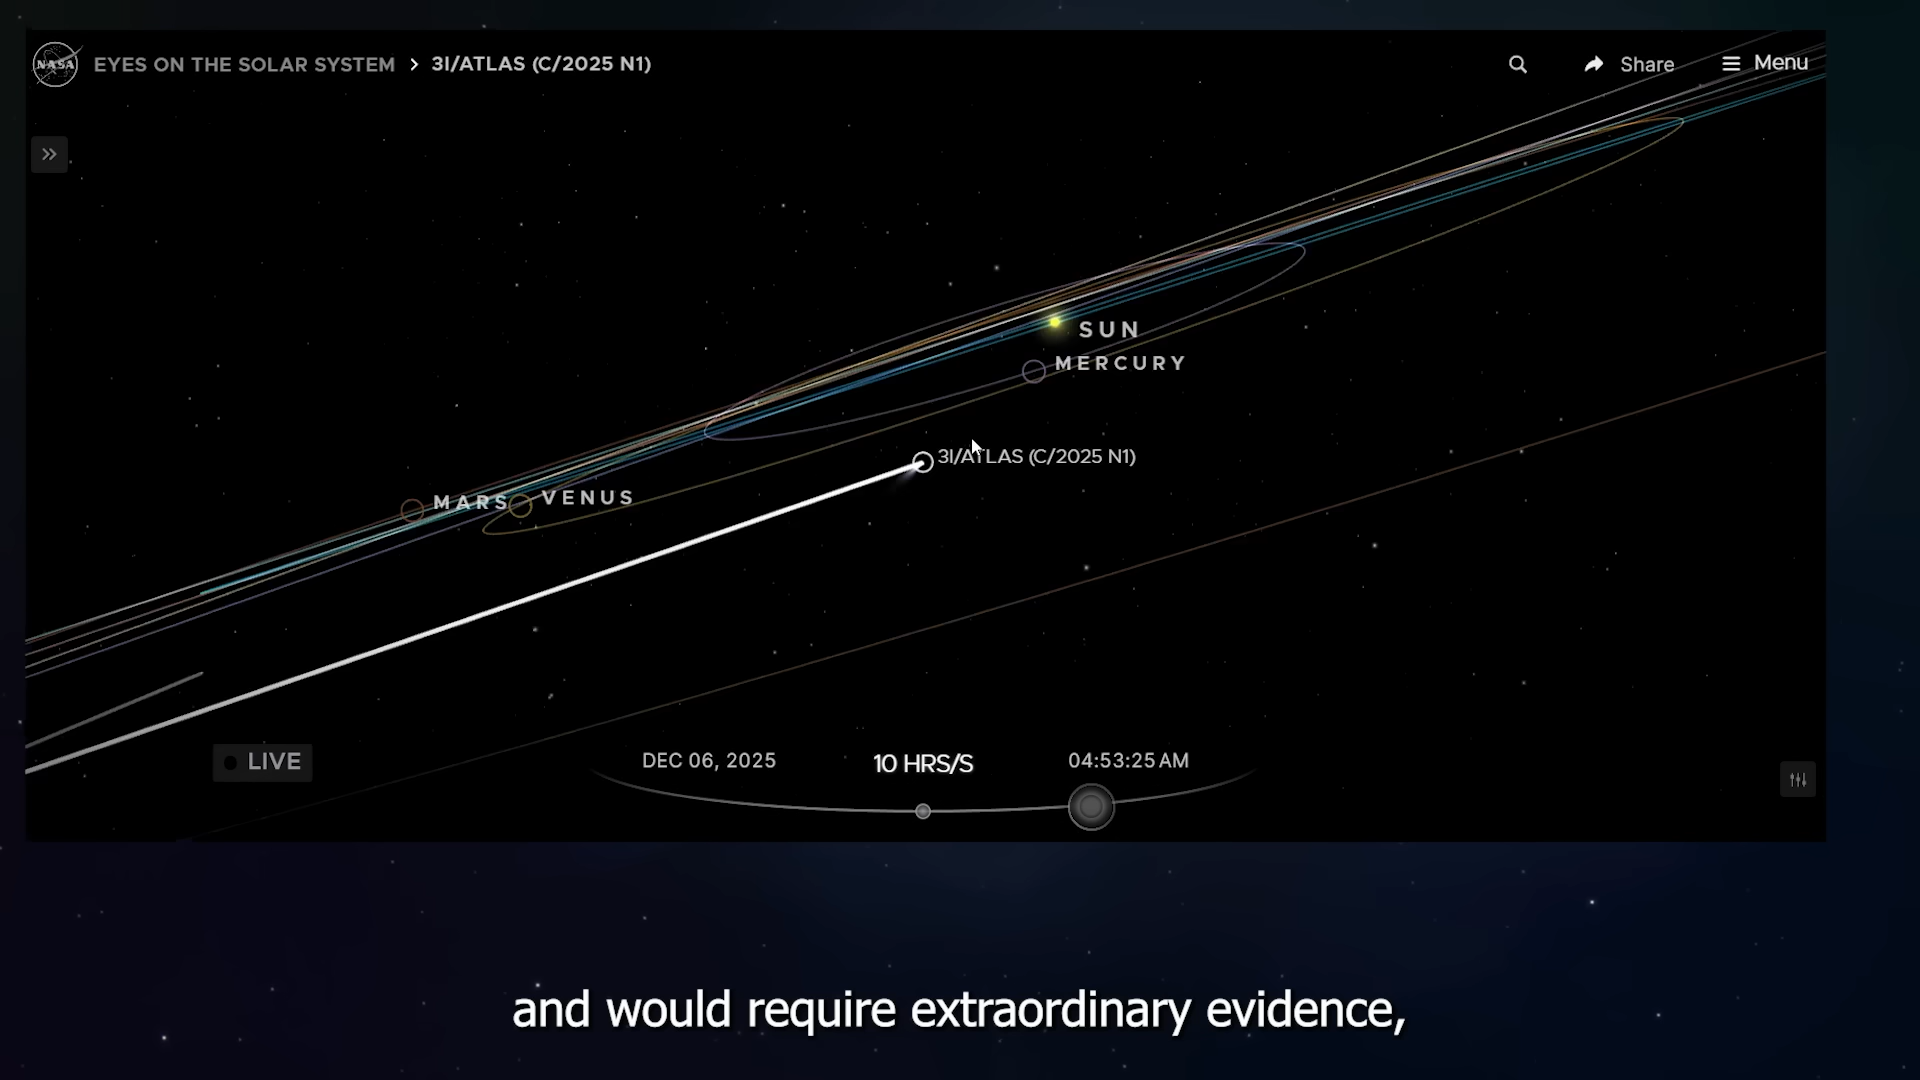 NASA
EYES ON THE SOLAR SYSTEM > 3I/ATLAS (C/2025 N1)
Share
Menu
SUN
MERCURY
3I/ATLAS (C/2025 N1)
MARS
VENUS
LIVE
DEC 06, 2025
10 HRS/S
04:53:25 AM
and would require extraordinary evidence,